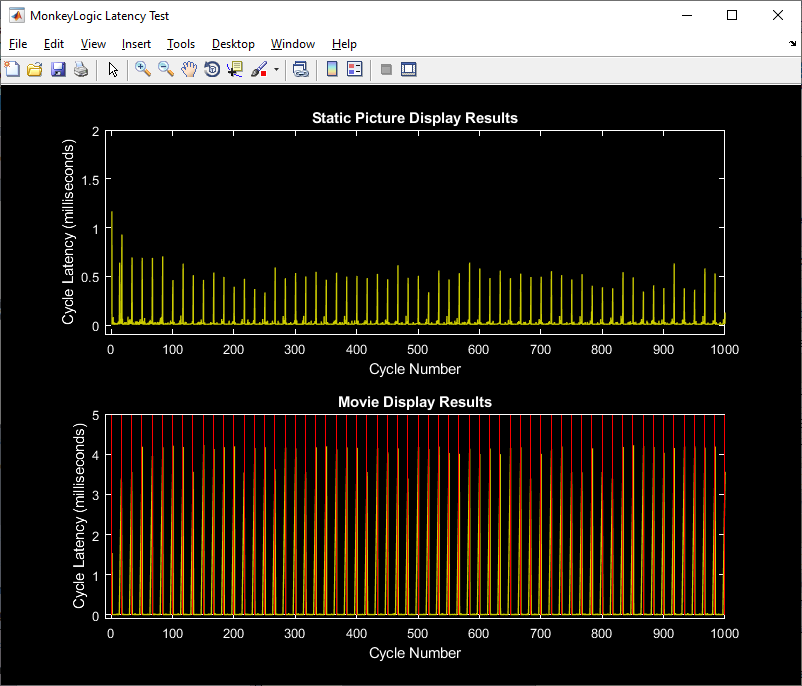 MonkeyLogic Latency Test
File Edit View Insert Tools Desktop Window Help
Static Picture Display Results
Cycle Latency (milliseconds)
2
1.5
1
0.5
0
0 100 200 300 400 500 600 700 800 900 1000
Cycle Number
Movie Display Results
Cycle Latency (milliseconds)
5
4
3
2
1
0
0 100 200 300 400 500 600 700 800 900 1000
Cycle Number